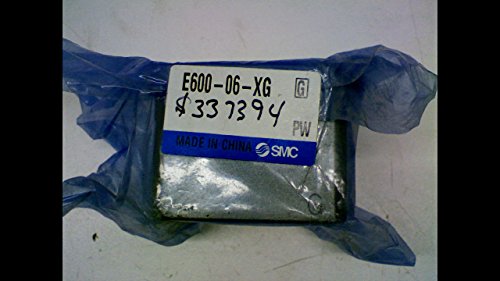 E600-06-XG G
$337394
PW
MADE IN CHINA SMC